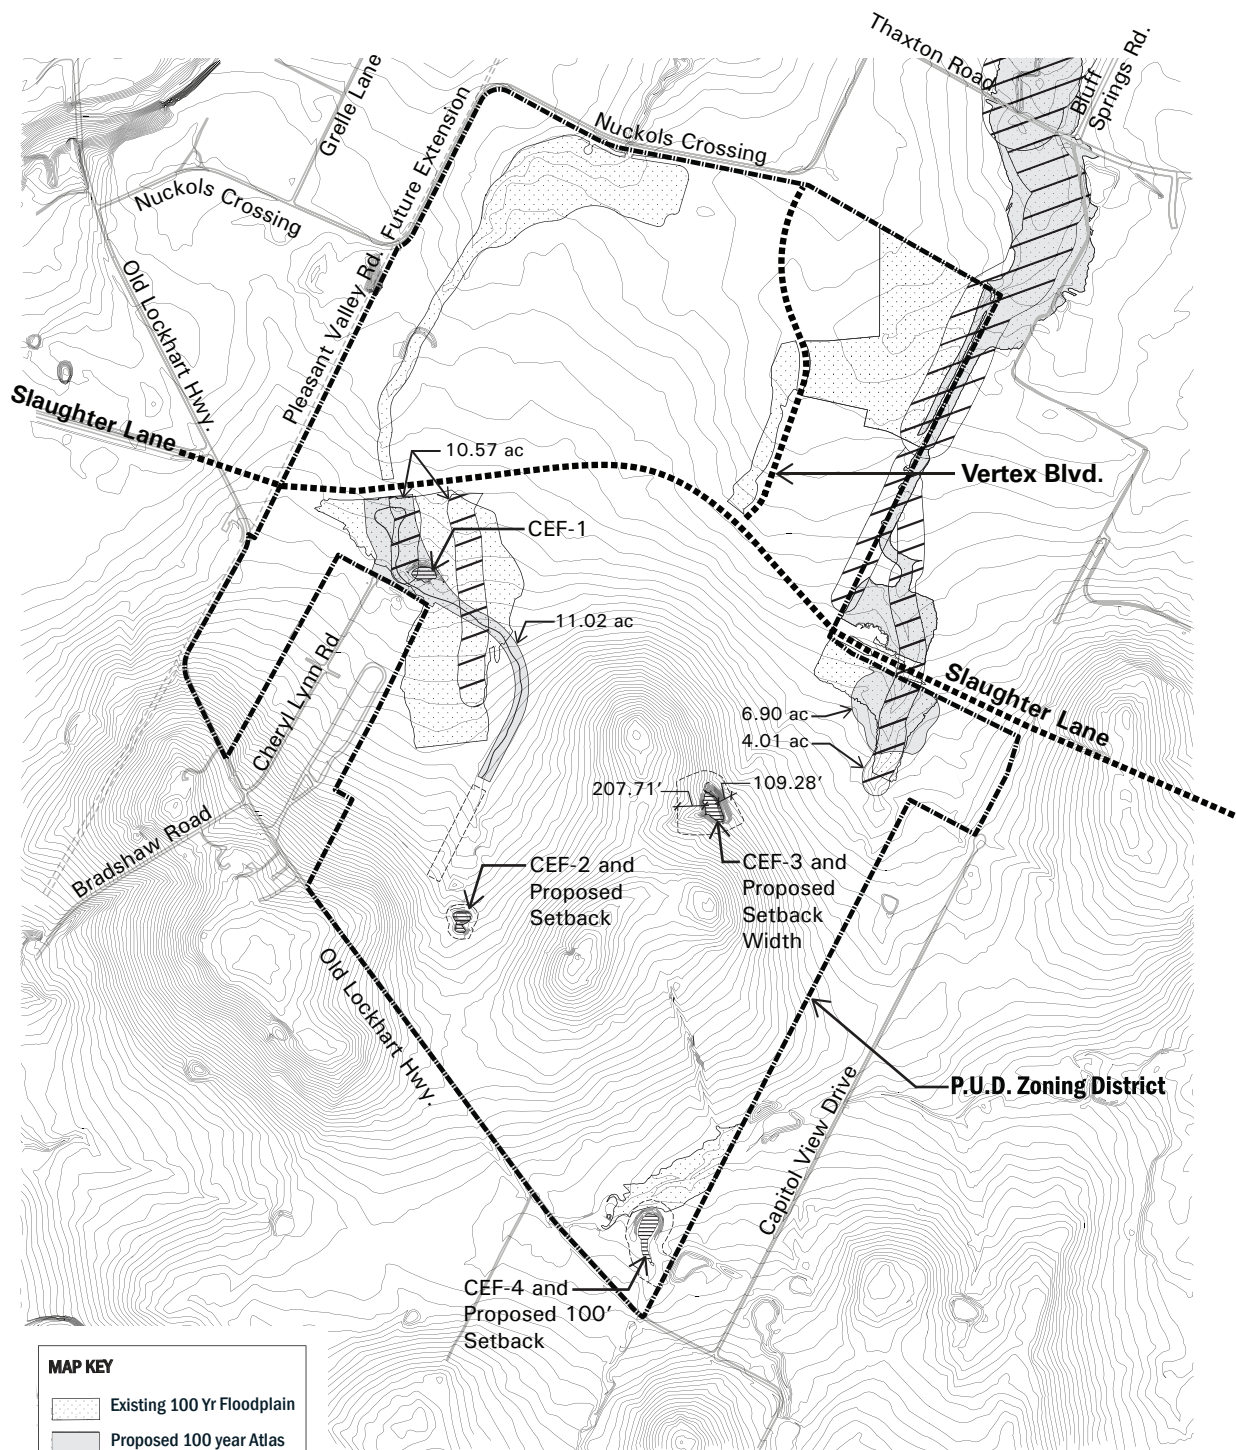 Thaxton Road
Bluff
Springs Rd.
Grelle Lane
Nuckols Crossing
Nuckols Crossing
Pleasant Valley Rd. Future Extension
Old Lockhart Hwy.
Slaughter Lane
10.57 ac
Vertex Blvd.
CEF-1
11.02 ac
Cheryl Lynn Rd
Slaughter Lane
6.90 ac
4.01 ac
207.71'
109.28'
Bradshaw Road
CEF-2 and
Proposed
Setback
CEF-3 and
Proposed
Setback
Width
Old Lockhart Hwy.
P.U.D. Zoning District
Capitol View Drive
CEF-4 and
Proposed 100'
Setback
MAP KEY
Existing 100 Yr Floodplain
Proposed 100 year Atlas